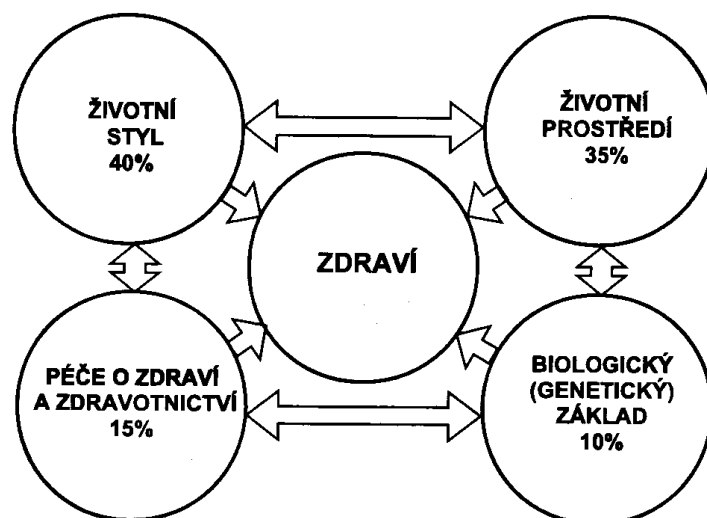 ŽIVOTNÍ
STYL
40%
ŽIVOTNÍ
PROSTŘEDÍ
35%
ZDRAVÍ
PÉČE O ZDRAVÍ
A ZDRAVOTNICTVÍ
15%
BIOLOGICKÝ
(GENETICKÝ)
ZÁKLAD
10%